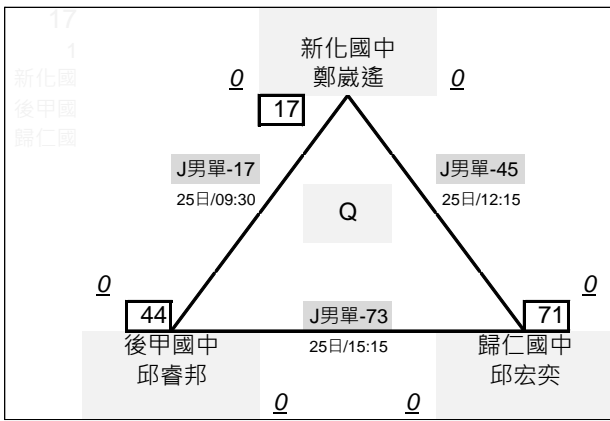 17
1
新化國
後甲國
歸仁國
新化國中
鄭崴遙
0
0
17
J男單-17
25日/09:30
J男單-45
25日/12:15
Q
0
0
44
J男單-73
71
後甲國中
邱睿邦
25日/15:15
歸仁國中
邱宏奕
0
0